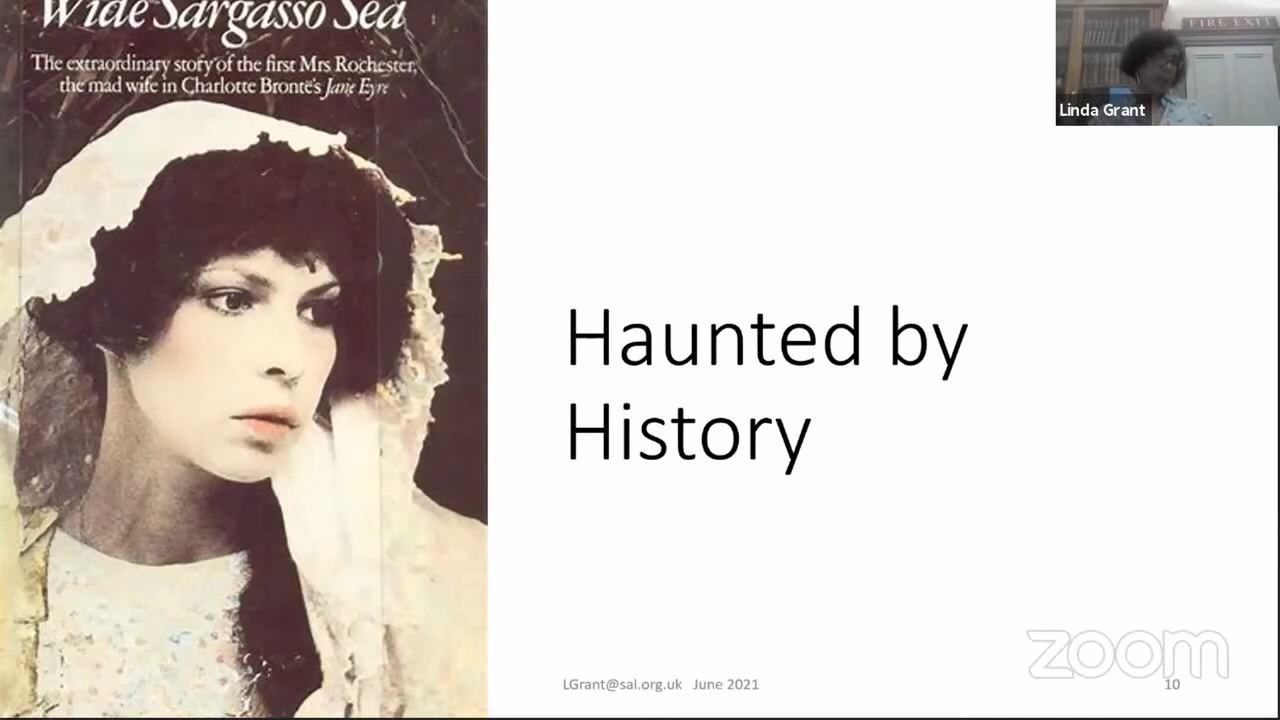 Wide Sargasso Sea
The extraordinary story of the first Mrs Rochester,
the mad wife in Charlotte Brontë's Jane Eyre
FIRE EXIT
Linda Grant
Haunted by
History
zoom
LGrant@sal.org.uk June 2021
10